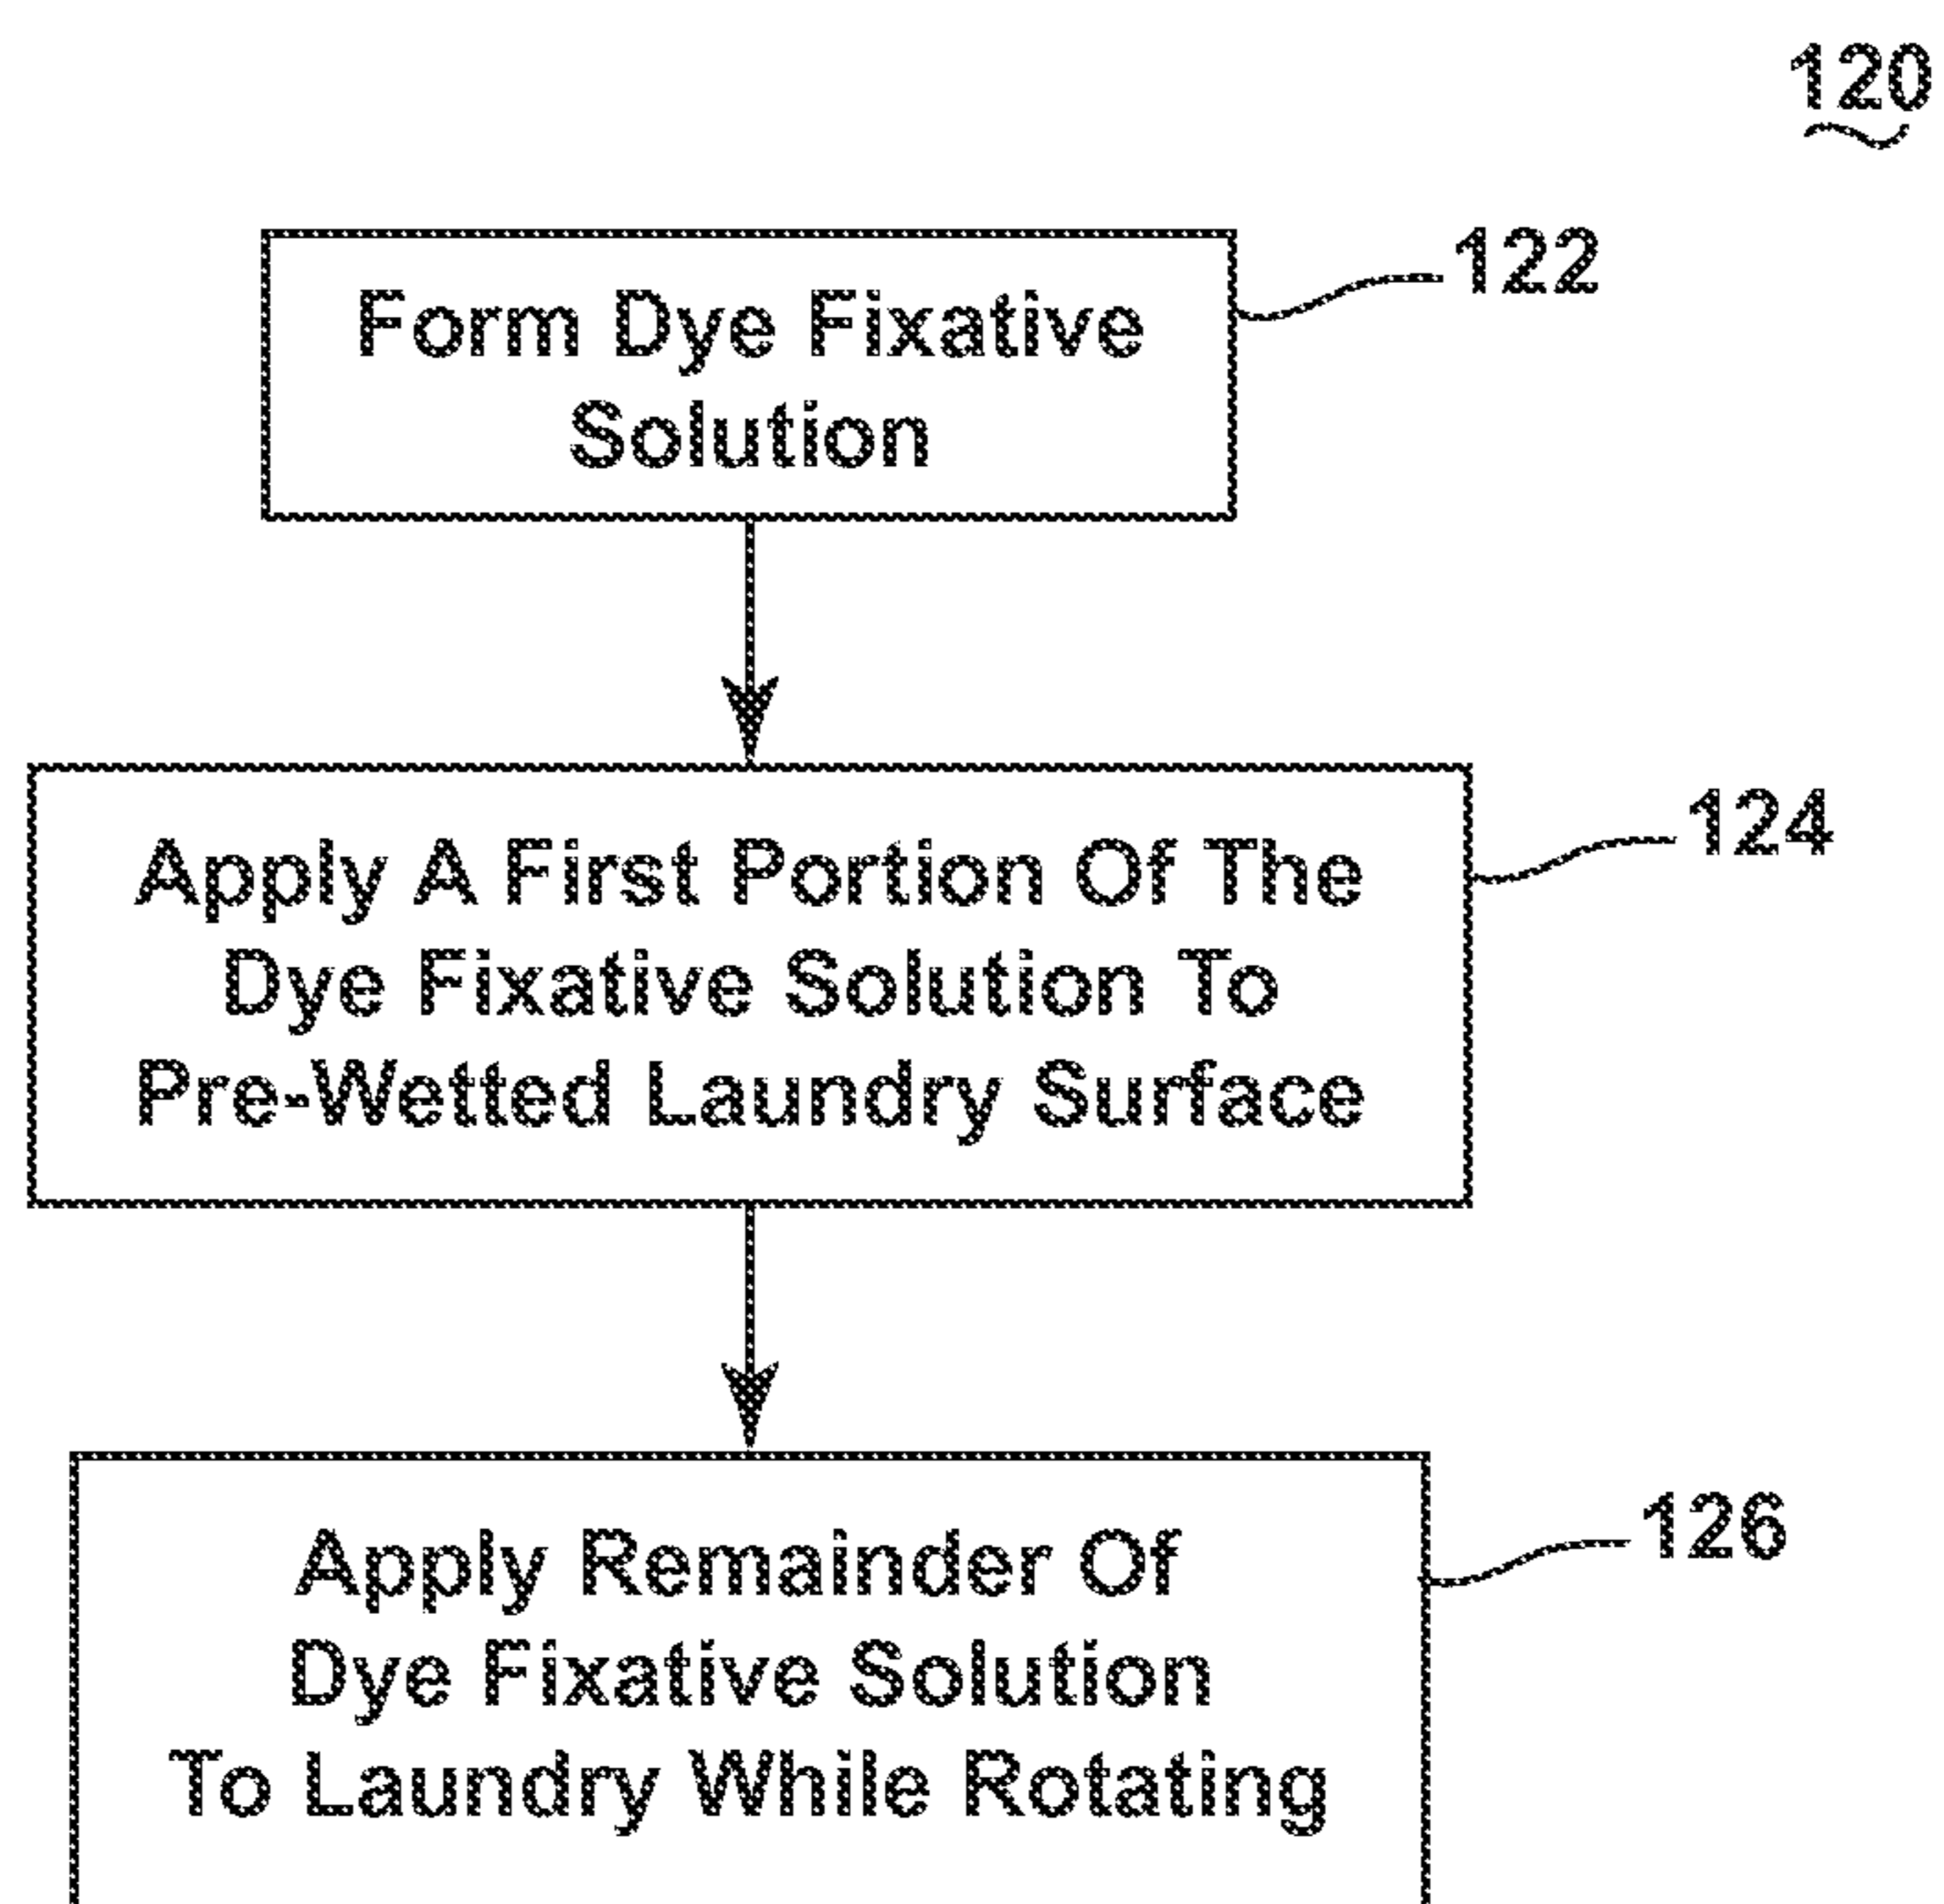 120
Form Dye Fixative
Solution
122
Apply A First Portion Of The
Dye Fixative Solution To
Pre-Wetted Laundry Surface
124
Apply Remainder Of
Dye Fixative Solution
To Laundry While Rotating
126